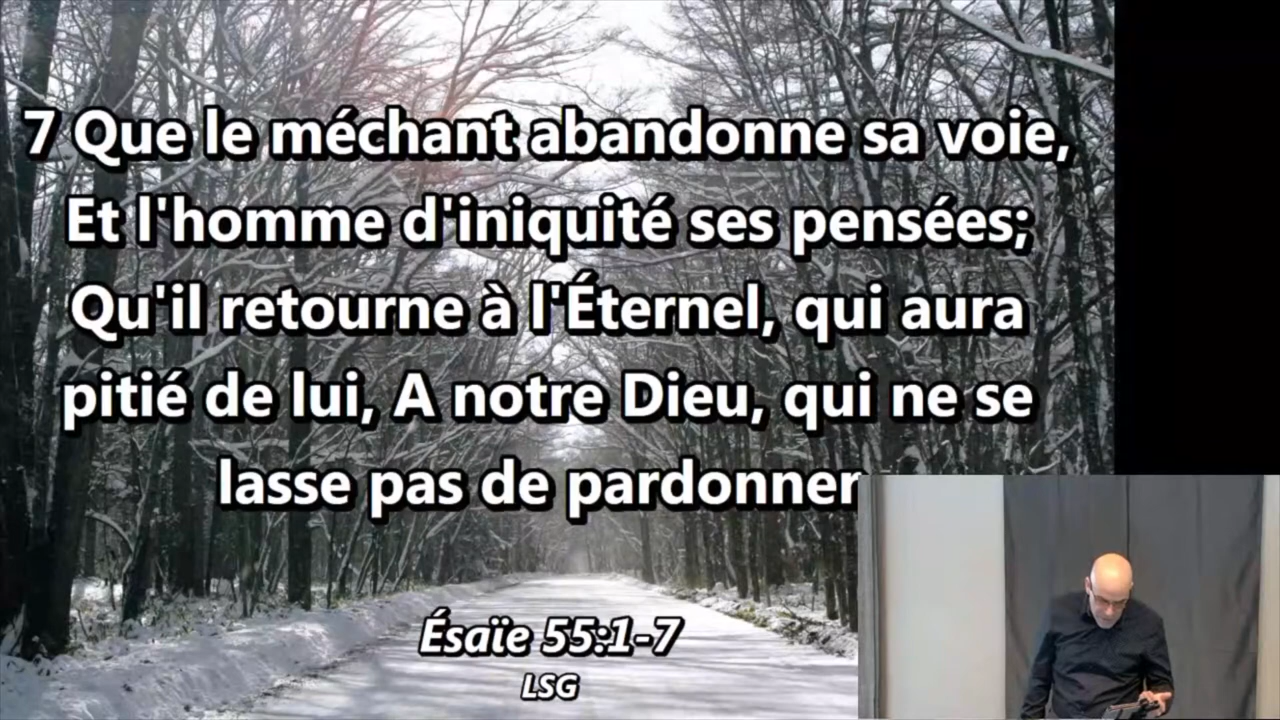 7 Que le méchant abandonne sa voie,
Et l'homme d'iniquité ses pensées;
Qu'il retourne à l'Éternel, qui aura
pitié de lui, A notre Dieu, qui ne se
lasse pas de pardonner
Ésaïe 55:1-7
LSG